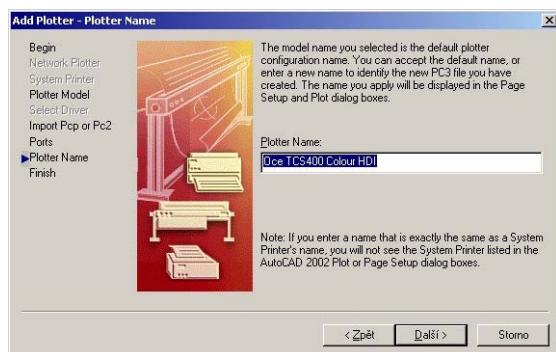 Add Plotter - Plotter Name
Begin
Network Plotter
System Printer
Plotter Model
Select Driver
Import Pcp or Pc2
Ports
Plotter Name
Finish
The model name you selected is the default plotter
configuration name. You can accept the default name, or
enter a new name to identify the new PC3 file you have
created. The name you apply will be displayed in the Page
Setup and Plot dialog boxes.
Plotter Name:
Oce TCS400 Colour HDI
Note: If you enter a name that is exactly the same as a System
Printer's name, you will not see the System Printer listed in the
AutoCAD 2002 Plot or Page Setup dialog boxes.
< Zpět
Další >
Storno